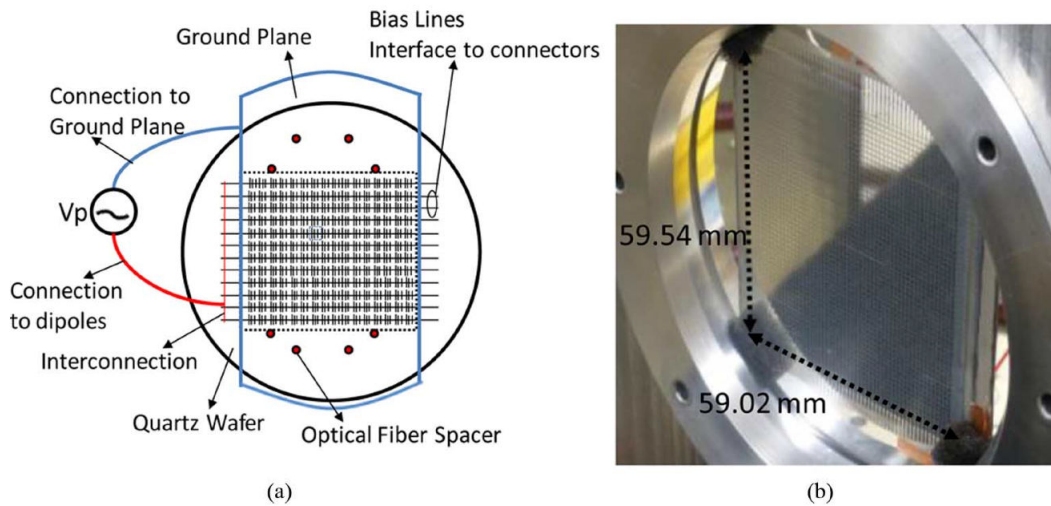 Ground Plane
Bias Lines
Interface to connectors
Connection to
Ground Plane
Vp
Connection
to dipoles
Interconnection
Quartz Wafer
Optical Fiber Spacer
59.54 mm
59.02 mm
(a)
(b)